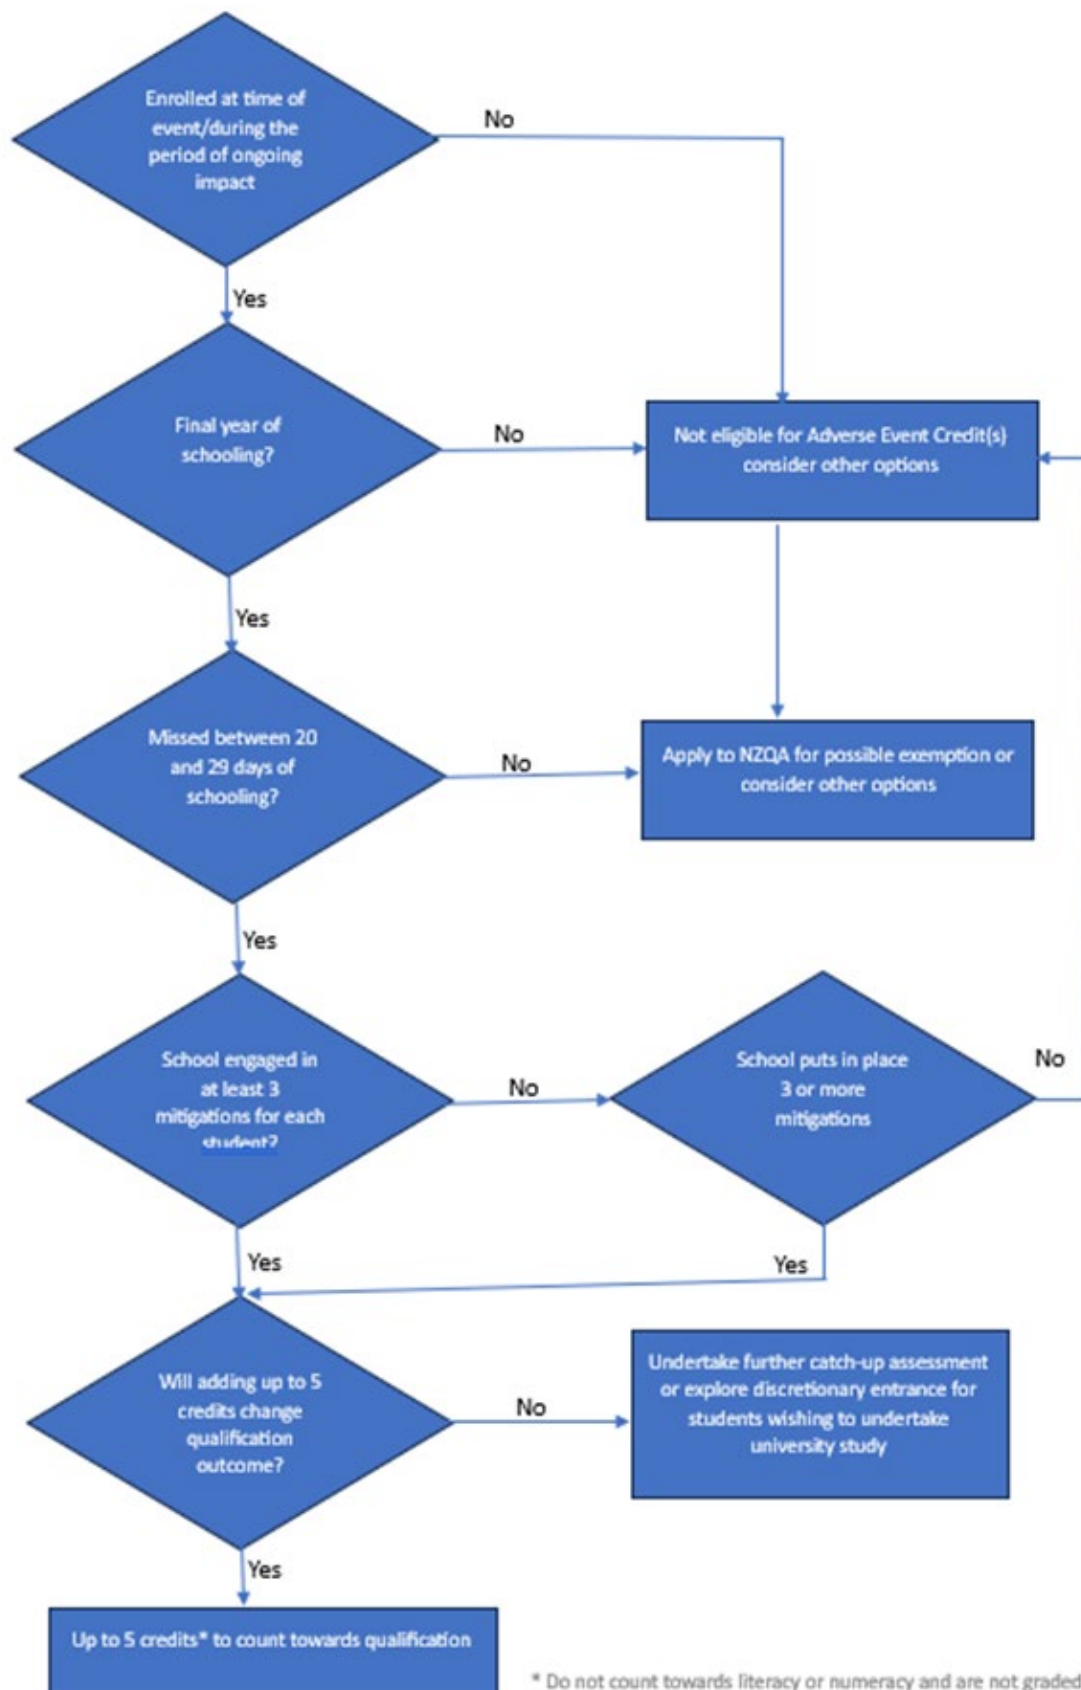 Enrolled at time of
event/during the
period of ongoing
impact
No
Yes
Final year of
schooling?
No
Not eligible for Adverse Event Credit(s)
consider other options
Yes
Missed between 20
and 29 days of
schooling?
No
Apply to NZQA for possible exemption or
consider other options
Yes
School engaged in
at least 3
mitigations for each
student?
No
School puts in place
3 or more
mitigations
No
Yes
Yes
Will adding up to 5
credits change
qualification
outcome?
No
Undertake further catch-up assessment
or explore discretionary entrance for
students wishing to undertake
university study
Yes
Up to 5 credits* to count towards qualification
* Do not count towards literacy or numeracy and are not graded